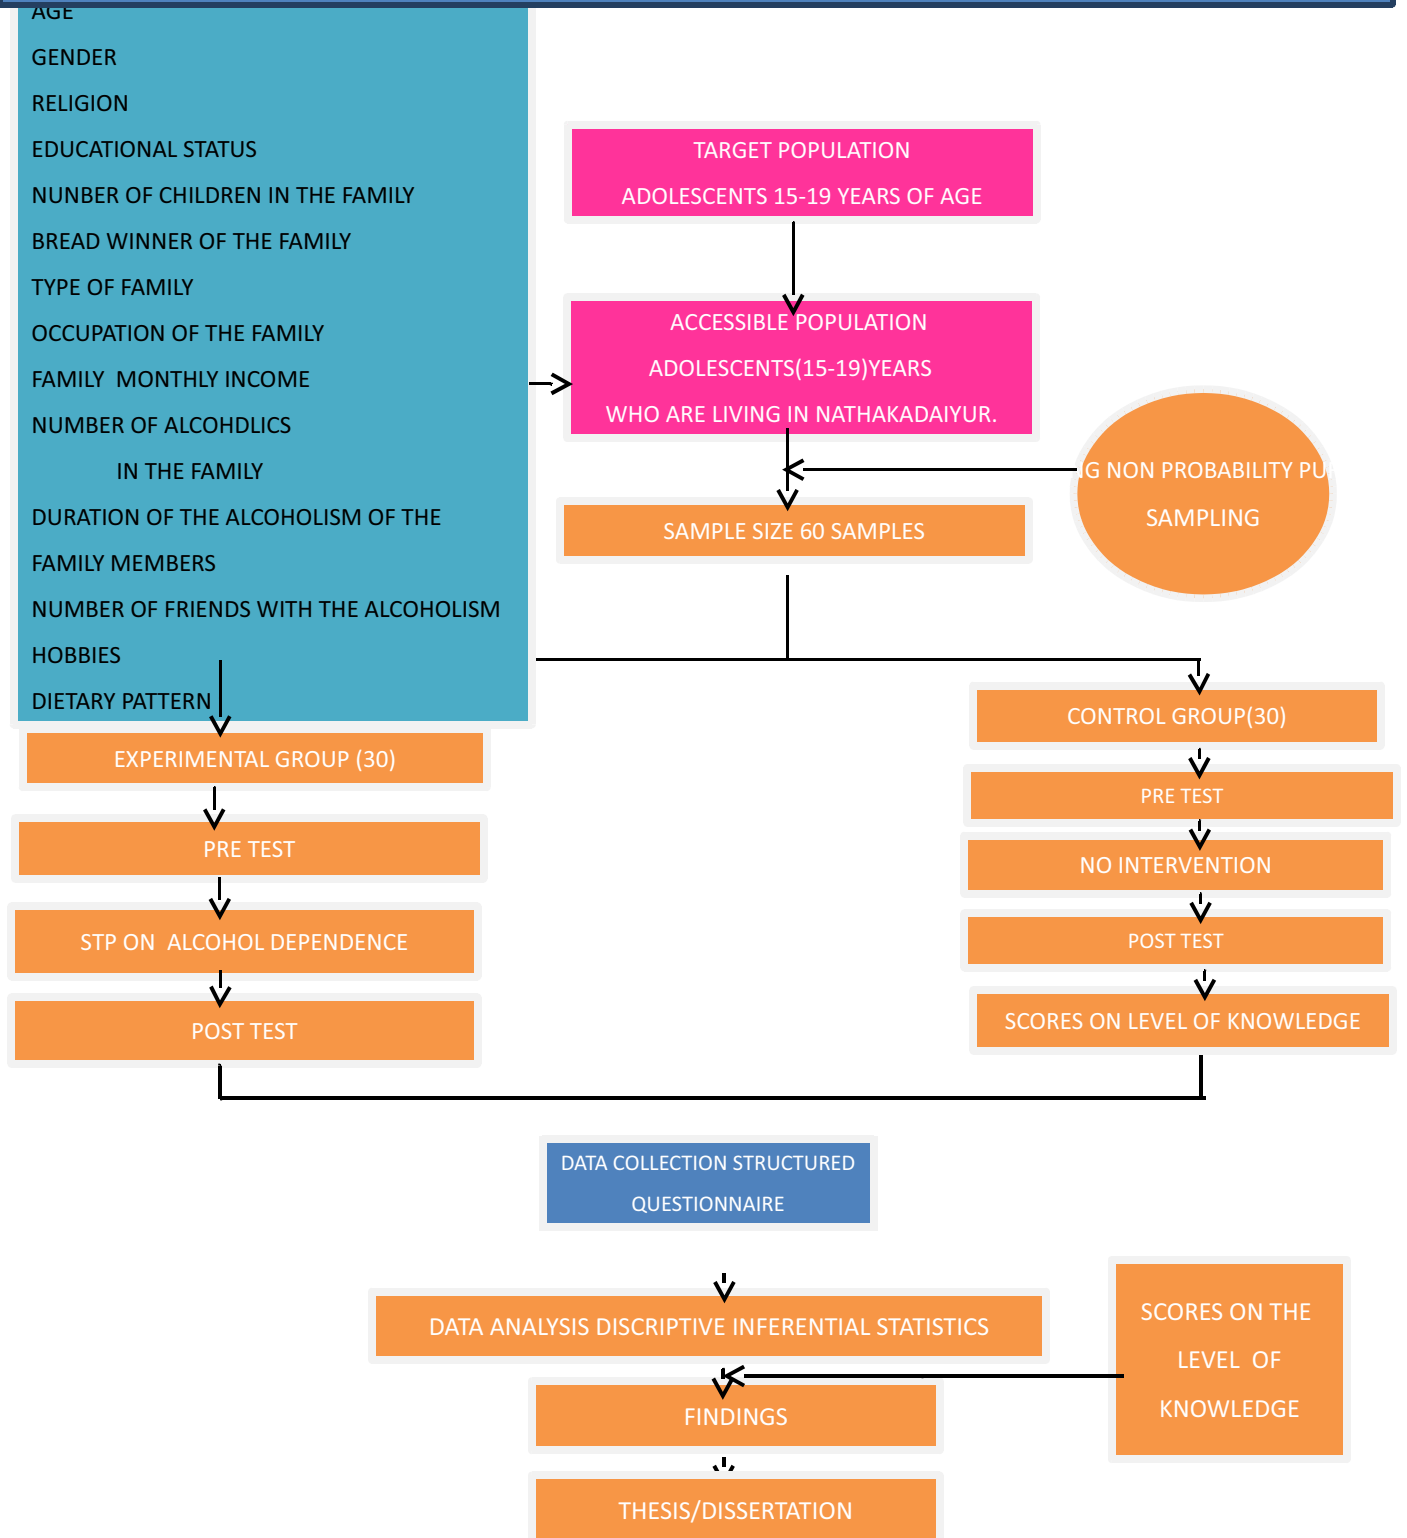 AGE
GENDER
RELIGION
EDUCATIONAL STATUS
NUNBER OF CHILDREN IN THE FAMILY
BREAD WINNER OF THE FAMILY
TYPE OF FAMILY
OCCUPATION OF THE FAMILY
FAMILY MONTHLY INCOME
NUMBER OF ALCOHDLICS
IN THE FAMILY
DURATION OF THE ALCOHOLISM OF THE
FAMILY MEMBERS
NUMBER OF FRIENDS WITH THE ALCOHOLISM
HOBBIES
DIETARY PATTERN
TARGET POPULATION
ADOLESCENTS 15-19 YEARS OF AGE
ACCESSIBLE POPULATION
ADOLESCENTS(15-19)YEARS
WHO ARE LIVING IN NATHAKADAIYUR.
NON PROBABILITY
SAMPLING
SAMPLE SIZE 60 SAMPLES
EXPERIMENTAL GROUP (30)
PRE TEST
STP ON ALCOHOL DEPENDENCE
POST TEST
CONTROL GROUP(30)
PRE TEST
NO INTERVENTION
POST TEST
SCORES ON LEVEL OF KNOWLEDGE
DATA COLLECTION STRUCTURED
QUESTIONNAIRE
DATA ANALYSIS DISCRIPTIVE INFERENTIAL STATISTICS
SCORES ON THE
LEVEL OF
KNOWLEDGE
FINDINGS
THESIS/DISSERTATION